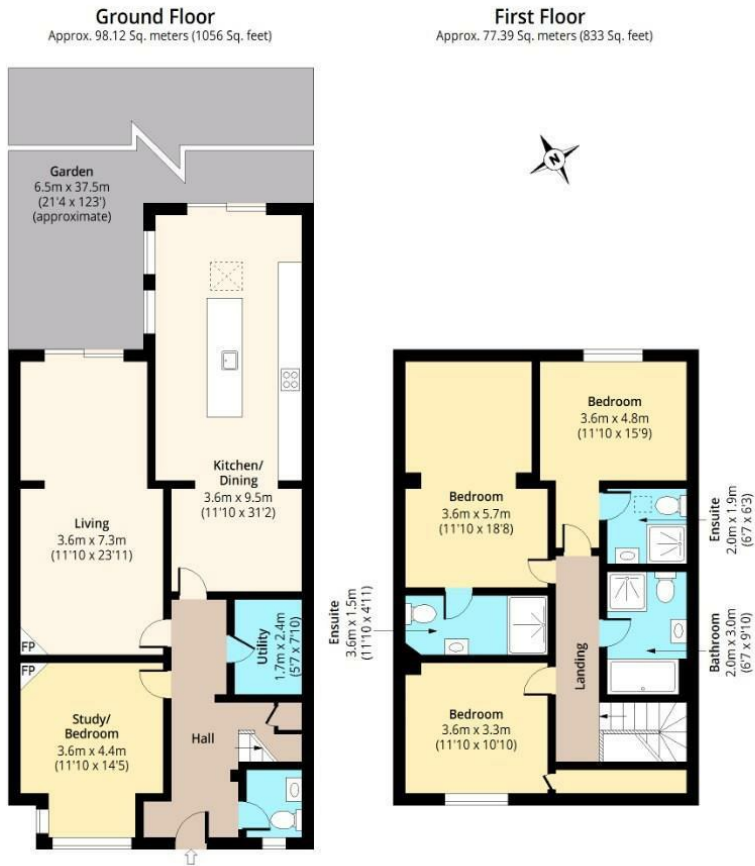 Ground Floor
Approx. 98.12 Sq. meters (1056 Sq. feet)
Garden
6.5m x 37.5m
(21'4 x 123')
(approximate)
Kitchen/
Dining
3.6m x 9.5m
(11'10 x 31'2)
Living
3.6m x 7.3m
(11'10 x 23'11)
FP
FP
Utility
1.7m x 2.4m
(5'7 x 7'10)
Study/
Bedroom
3.6m x 4.4m
(11'10 x 14'5)
Hall
First Floor
Approx. 77.39 Sq. meters (833 Sq. feet)
N
Bedroom
3.6m x 4.8m
(11'10 x 15'9)
Bedroom
3.6m x 5.7m
(11'10 x 18'8)
Ensuite
2.0m x 1.9m
(6'7 x 6'3)
Ensuite
3.6m x 1.5m
(11'10 x 4'11)
Bathroom
2.0m x 3.0m
(6'7 x 9'10)
Landing
Bedroom
3.6m x 3.3m
(11'10 x 10'10)